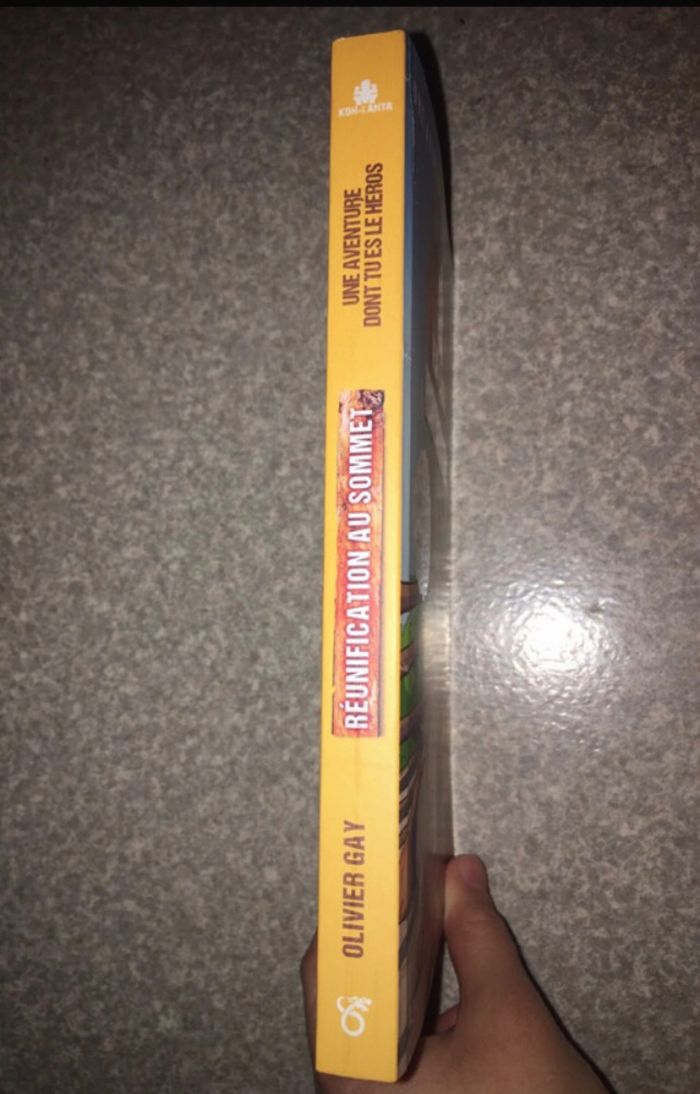 KOH-LANTA
UNE AVENTURE
DONT TU ES LE HÉROS
RÉUNIFICATION AU SOMMET
OLIVIER GAY